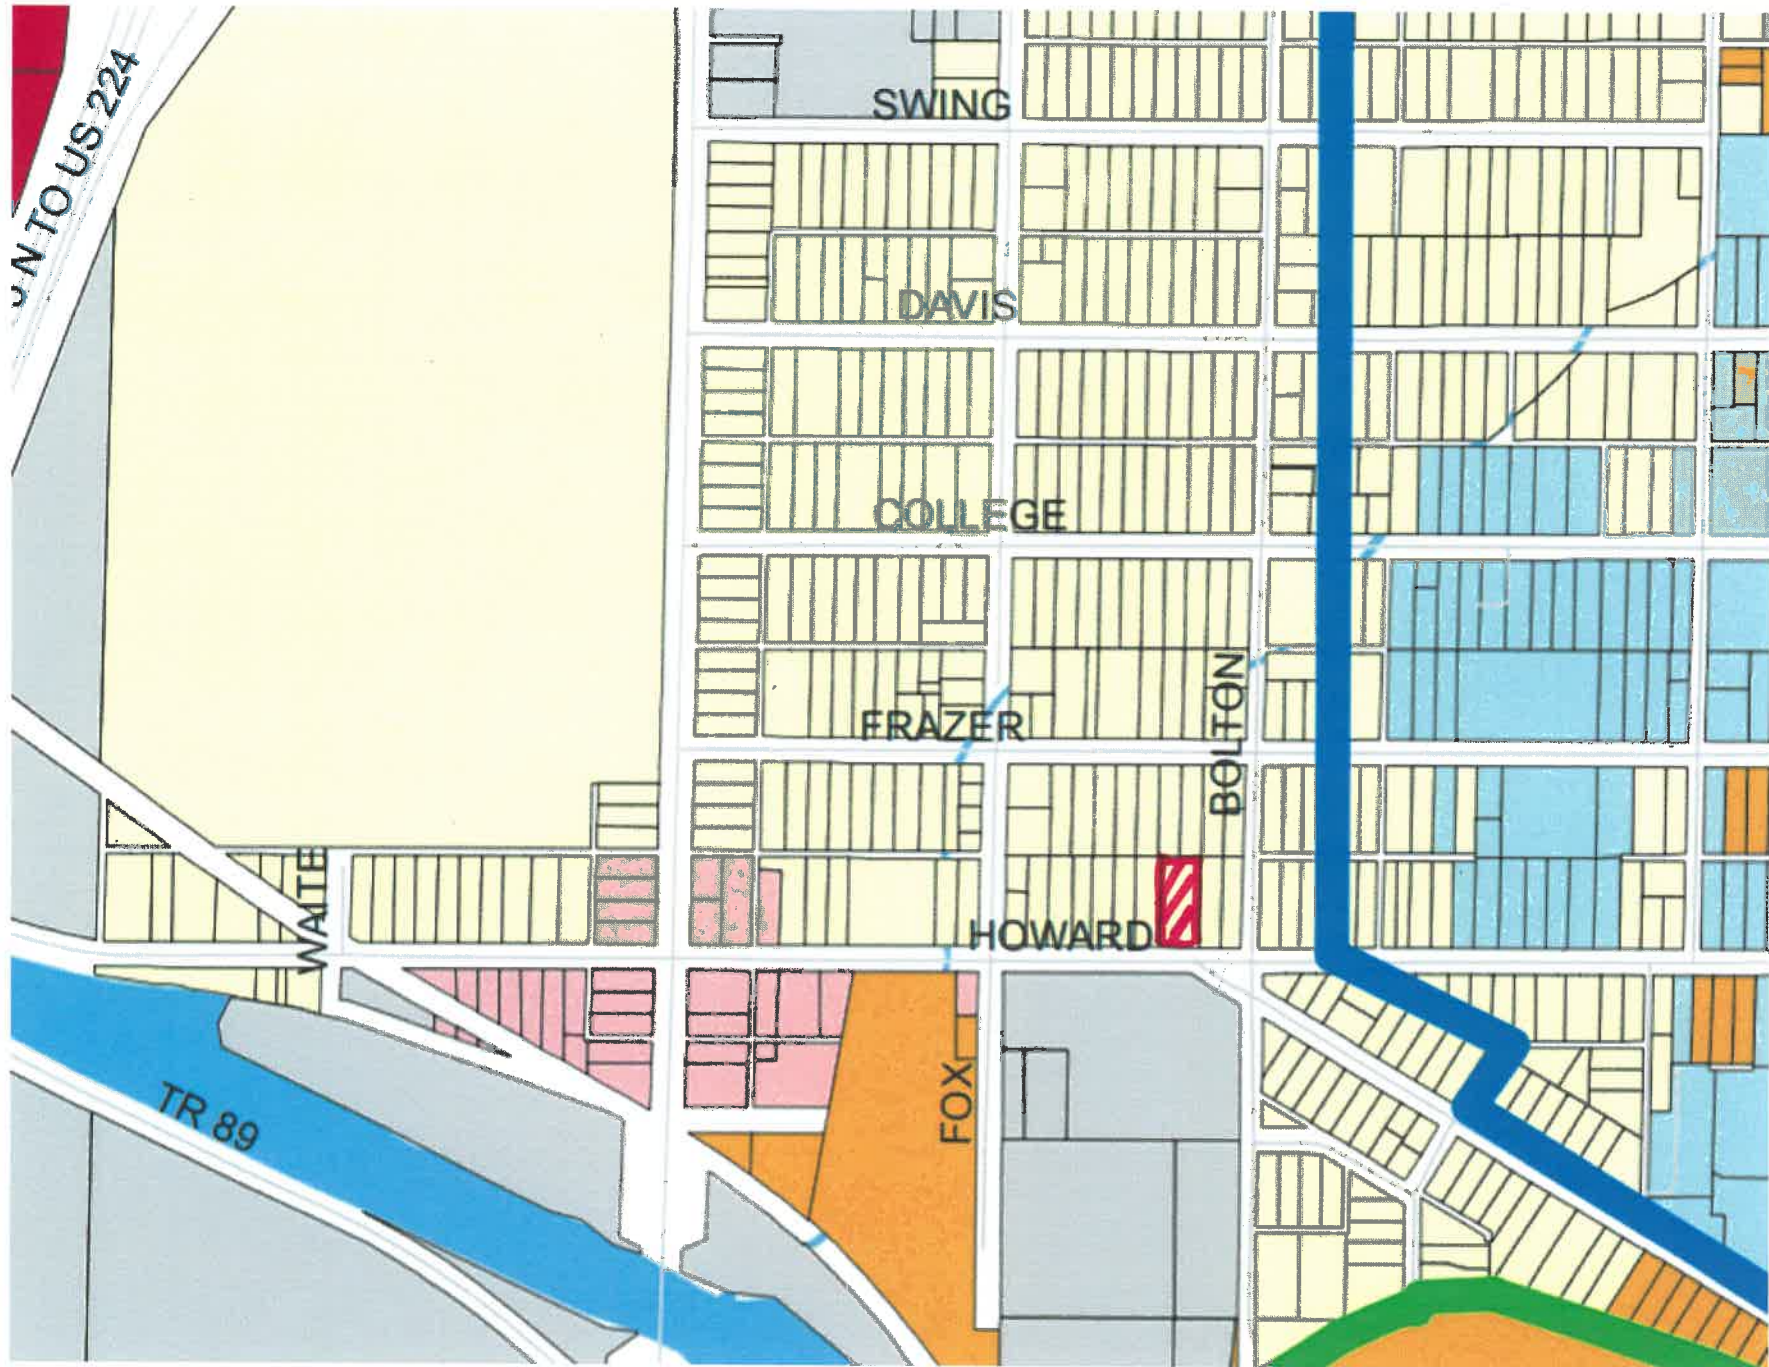 SWING
N TO US 224
DAVIS
COLLEGE
FRAZER
BOLTON
WAITE
HOWARD
FOX
TR 89